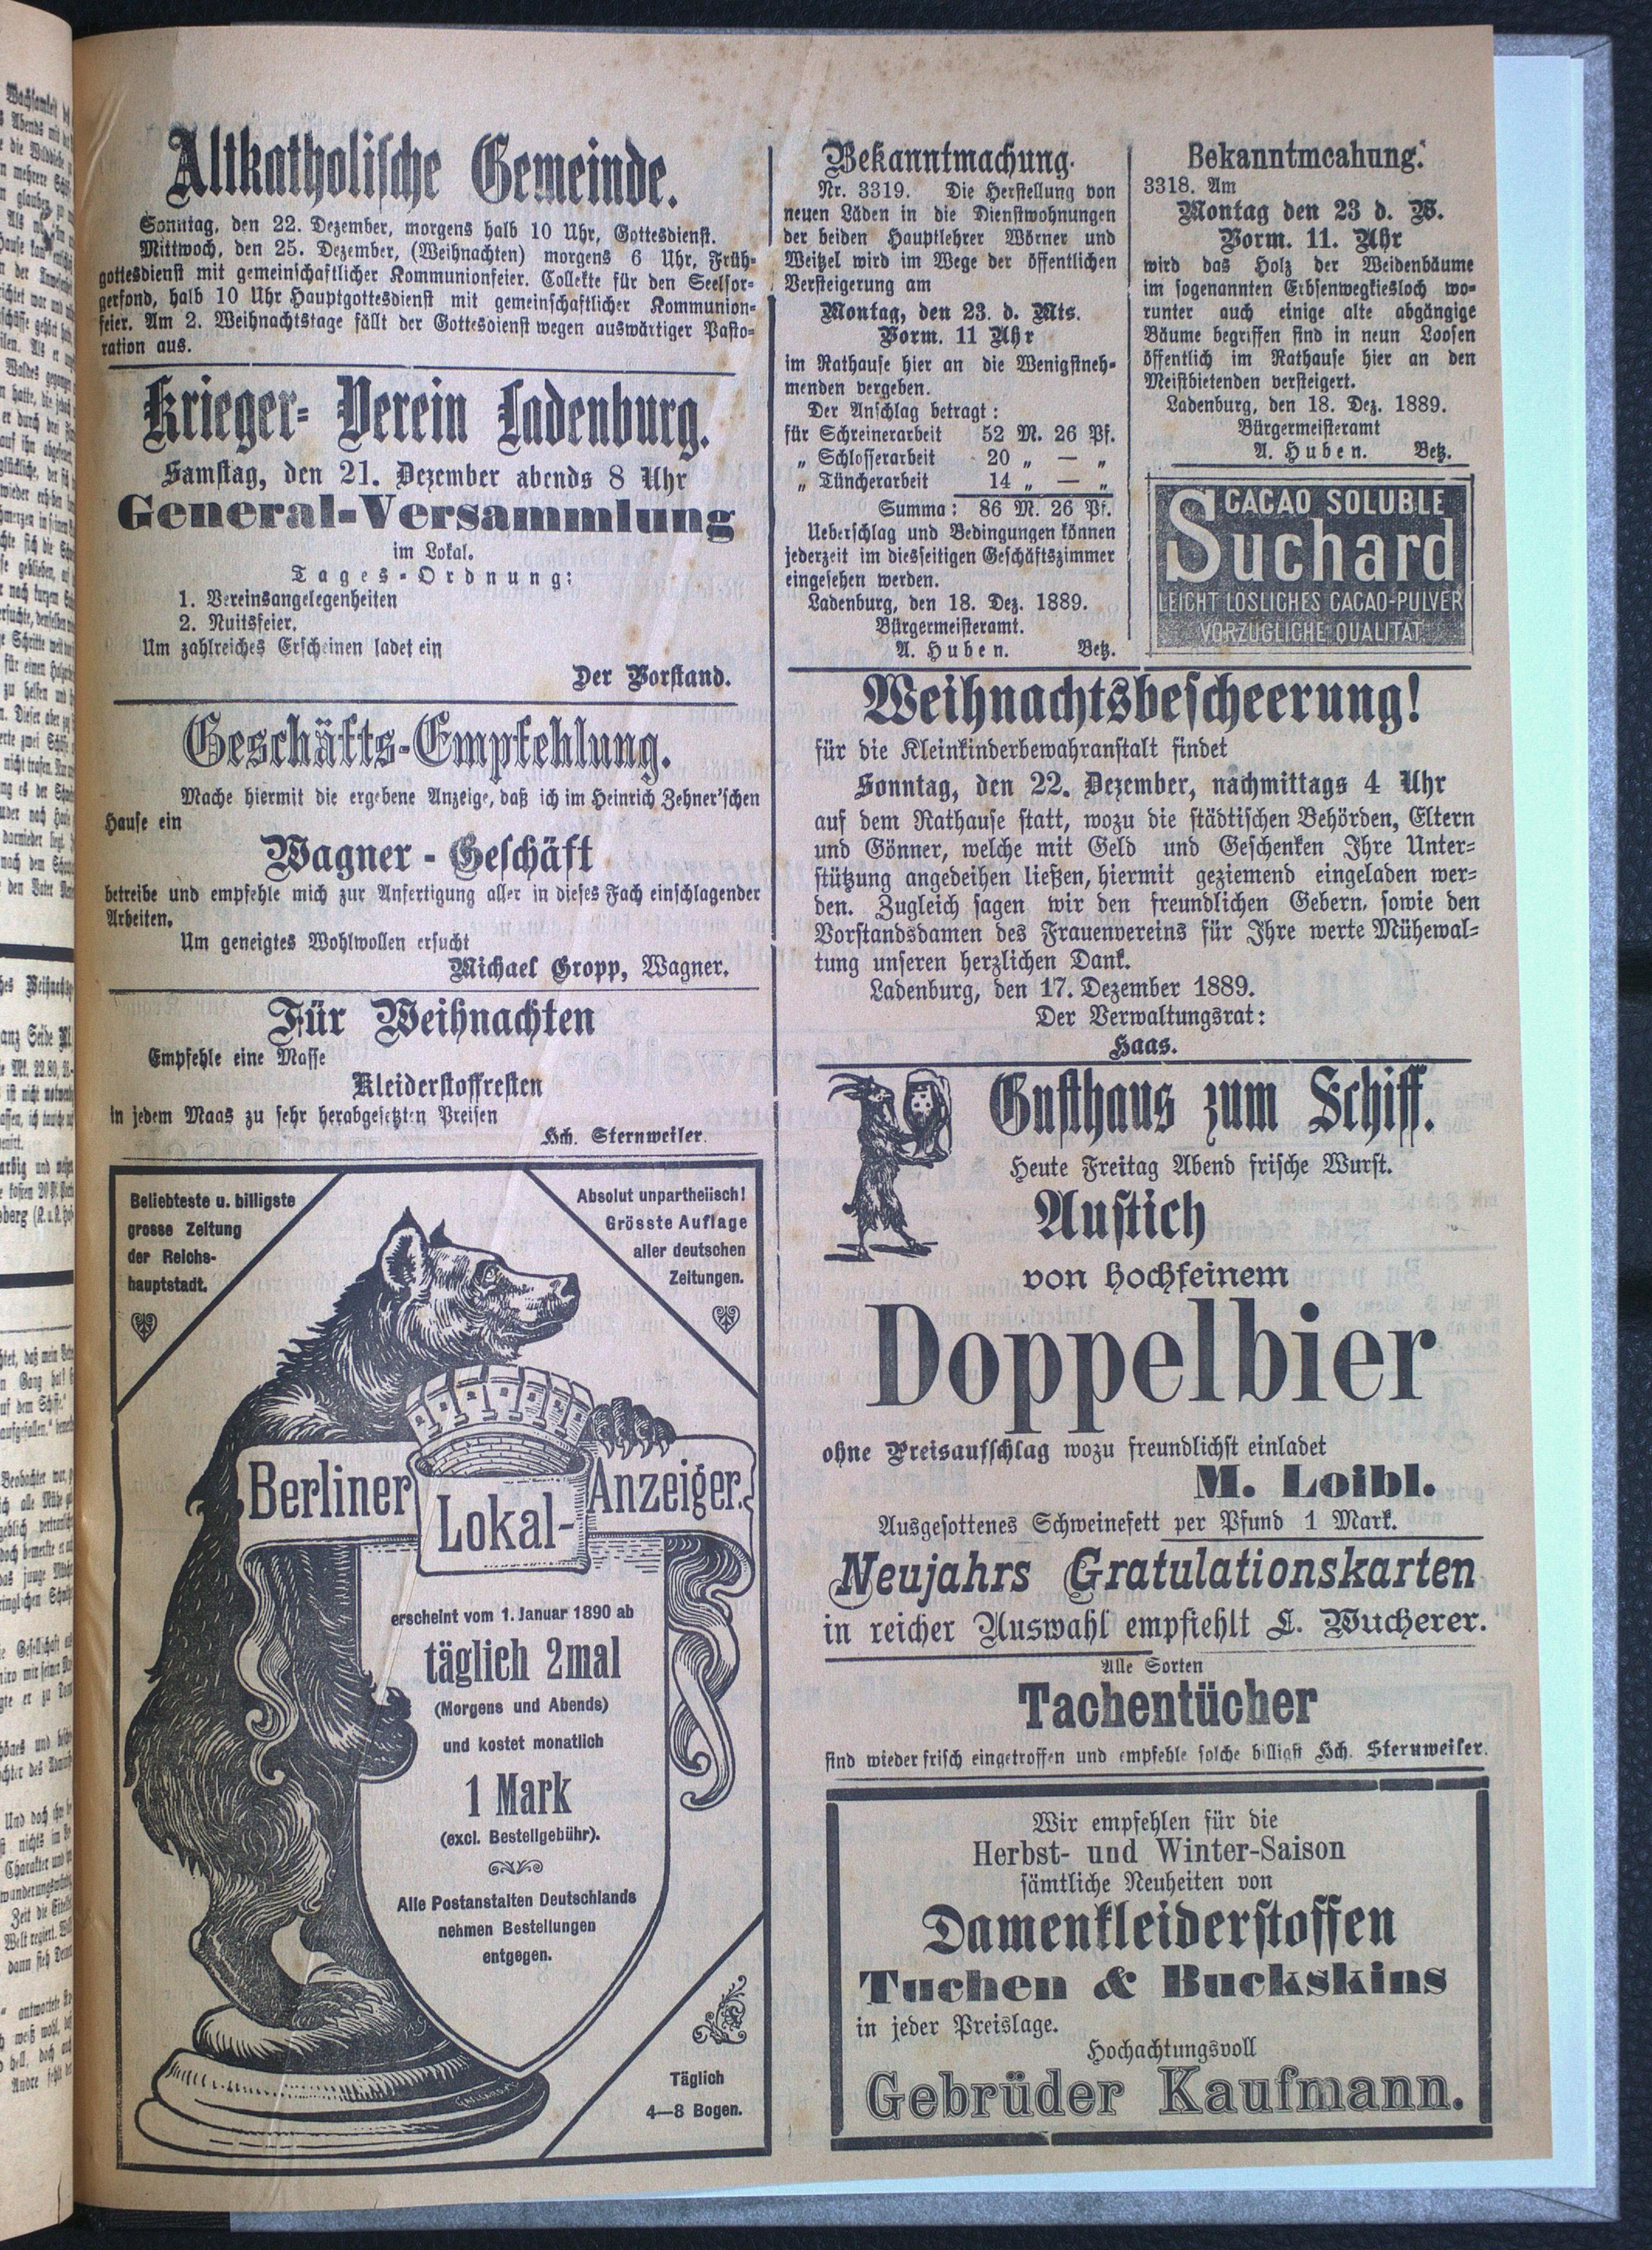 Altkatholische Gemeinde.
Sonntag, den 22. Dezember, morgens halb 10 Uhr, Gottesdienst.
Mittwoch, den 25. Dezember, (Weihnachten) morgens 6 Uhr, Früh-
gottesdienst mit gemeinschaftlicher Kommunionfeier. Collekte für den Seelsor-
gerfond, halb 10 Uhr Hauptgottesdienst mit gemeinschaftlicher Kommunion-
feier. Am 2. Weihnachtstage fällt der Gottesdienst wegen auswärtiger Pasto-
ration aus.
Krieger- Verein Ladenburg.
Samstag, den 21. Dezember abends 8 Uhr
General-Versammlung
im Lokal.
Tages-Ordnung:
1. Vereinsangelegenheiten
2. Nuitsfeier.
Um zahlreiches Erscheinen ladet ein
Der Vorstand.
Geschäfts-Empfehlung.
Mache hiermit die ergebene Anzeige, daß ich im Heinrich Zehner'schen
Hause ein
Wagner - Geschäft
betreibe und empfehle mich zur Anfertigung aller in dieses Fach einschlagender
Arbeiten.
Um geneigtes Wohlwollen ersucht
Michael Gropp, Wagner.
Für Weihnachten
Empfehle eine Masse
Kleiderstoffresten
in jedem Maas zu sehr herabgesetzten Preisen
Hch. Sternweiler.
Beliebteste u. billigste
grosse Zeitung
der Reichs-
hauptstadt.
Absolut unpartheiisch!
Grösste Auflage
aller deutschen
Zeitungen.
Berliner Lokal-Anzeiger.
erscheint vom 1. Januar 1890 ab
täglich 2mal
(Morgens und Abends)
und kostet monatlich
1 Mark
(excl. Bestellgebühr).
Alle Postanstalten Deutschlands
nehmen Bestellungen
entgegen.
Täglich
4—8 Bogen.
Bekanntmachung.
Nr. 3319. Die Herstellung von
neuen Läden in die Dienstwohnungen
der beiden Hauptlehrer Wörner und
Weitzel wird im Wege der öffentlichen
Versteigerung am
Montag, den 23. d. Mts.
Vorm. 11 Uhr
im Rathause hier an die Wenigstneh-
menden vergeben.
Der Anschlag betragt:
für Schreinerarbeit 52 M. 26 Pf.
„ Schlosserarbeit 20 „ — „
„ Tüncherarbeit 14 „ — „
Summa: 86 M. 26 Pf.
Ueberschlag und Bedingungen können
jederzeit im diesseitigen Geschäftszimmer
eingesehen werden.
Ladenburg, den 18. Dez. 1889.
Bürgermeisteramt.
A. Huben. Betz.
Bekanntmcahung.
3318. Am
Montag den 23 d. M.
Vorm. 11. Uhr
wird das Holz der Weidenbäume
im sogenannten Erbsenwegkiesloch wo-
runter auch einige alte abgängige
Bäume begriffen sind in neun Loosen
öffentlich im Rathause hier an den
Meistbietenden versteigert.
Ladenburg, den 18. Dez. 1889.
Bürgermeisteramt
A. Huben. Betz.
CACAO SOLUBLE
Suchard
LEICHT LÖSLICHES CACAO-PULVER
VORZÜGLICHE QUALITÄT
Weihnachtsbescheerung!
für die Kleinkinderbewahranstalt findet
Sonntag, den 22. Dezember, nachmittags 4 Uhr
auf dem Rathause statt, wozu die städtischen Behörden, Eltern
und Gönner, welche mit Geld und Geschenken Ihre Unter-
stützung angedeihen ließen, hiermit geziemend eingeladen wer-
den. Zugleich sagen wir den freundlichen Gebern, sowie den
Vorstandsdamen des Frauenvereins für Ihre werte Mühewal-
tung unseren herzlichen Dank.
Ladenburg, den 17. Dezember 1889.
Der Verwaltungsrat:
Haas.
Gusthaus zum Schiff.
Heute Freitag Abend frische Wurst.
Anstich
von hochfeinem
Doppelbier
ohne Preisaufschlag wozu freundlichst einladet
M. Loibl.
Ausgesottenes Schweinefett per Pfund 1 Mark.
Neujahrs Gratulationskarten
in reicher Auswahl empfiehlt L. Wucherer.
Alle Sorten
Tachentücher
sind wieder frisch eingetroffen und empfehle solche billigst Hch. Sternweiler.
Wir empfehlen für die
Herbst- und Winter-Saison
sämtliche Neuheiten von
Damenkleiderstoffen
Tuchen & Buckskins
in jeder Preislage.
Hochachtungsvoll
Gebrüder Kaufmann.